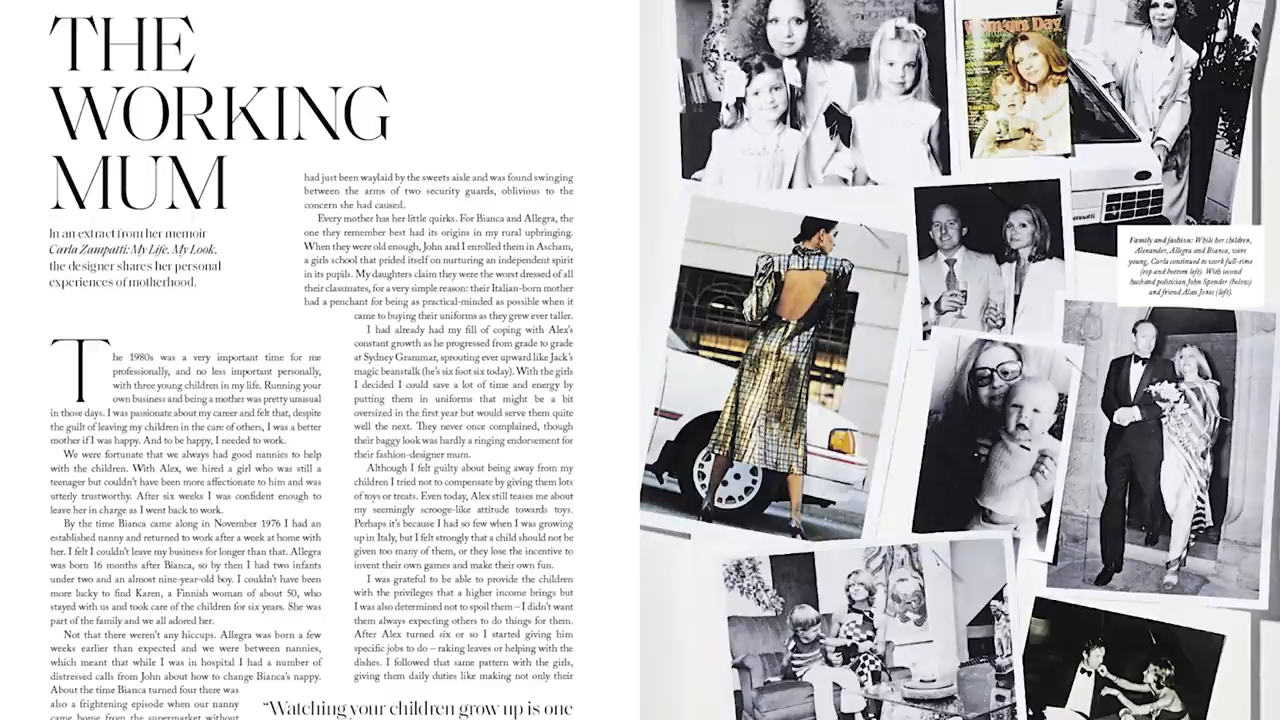 THE
WORKING
MUM
In an extract from her memoir
Carla Zampatti: My Life, My Look,
the designer shares her personal
experiences of motherhood.
The 1980s was a very important time for me
professionally, and no less important personally,
with three young children in my life. Running your
own business and being a mother was pretty unusual
in those days. I was passionate about my career and felt that, despite
the guilt of leaving my children in the care of others, I was a better
mother if I was happy. And to be happy, I needed to work.
We were fortunate that we always had good nannies to help
with the children. With Alex, we hired a girl who was still a
teenager but couldn't have been more affectionate to him and was
utterly trustworthy. After six weeks I was confident enough to
leave her in charge as I went back to work.
By the time Bianca came along in November 1976 I had an
established nanny and returned to work after a week at home with
her. I felt I couldn't leave my business for longer than that. Allegra
was born 16 months after Bianca, so by then I had two infants
under two and an almost nine-year-old boy. I couldn't have been
more lucky to find Karen, a Finnish woman of about 50, who
stayed with us and took care of the children for six years. She was
part of the family and we all adored her.
Not that there weren't any hiccups. Allegra was born a few
weeks earlier than expected and we were between nannies,
which meant that while I was in hospital I had a number of
distressed calls from John about how to change Bianca's nappy.
About the time Bianca turned four there was
also a frightening episode when our nanny
came home from the supermarket without
had just been waylaid by the sweets aisle and was found swinging
between the arms of two security guards, oblivious to the
concern she had caused.
Every mother has her little quirks. For Bianca and Allegra, the
one they remember best had its origins in my rural upbringing.
When they were old enough, John and I enrolled them in Ascham,
a girls school that prided itself on nurturing an independent spirit
in its pupils. My daughters claim they were the worst dressed of all
their classmates, for a very simple reason: their Italian-born mother
had a penchant for being as practical-minded as possible when it
came to buying their uniforms as they grew ever taller.
I had already had my fill of coping with Alex's
constant growth as he progressed from grade to grade
at Sydney Grammar, sprouting ever upward like Jack's
magic beanstalk (he's six foot six today). With the girls
I decided I could save a lot of time and energy by
putting them in uniforms that might be a bit
oversized in the first year but would serve them quite
well the next. They never once complained, though
their baggy look was hardly a ringing endorsement for
their fashion-designer mum.
Although I felt guilty about being away from my
children I tried not to compensate by giving them lots
of toys or treats. Even today, Alex still teases me about
my seemingly scrooge-like attitude towards toys.
Perhaps it's because I had so few when I was growing
up in Italy, but I felt strongly that a child should not be
given too many of them, or they lose the incentive to
invent their own games and make their own fun.
I was grateful to be able to provide the children
with the privileges that a higher income brings but
I was also determined not to spoil them – I didn't want
them always expecting others to do things for them.
After Alex turned six or so I started giving him
specific jobs to do – raking leaves or helping with the
dishes. I followed that same pattern with the girls,
giving them daily duties like making not only their
"Watching your children grow up is one
Woman's Day
Family and fashion: While her children,
Alexander, Allegra and Bianca, were
young, Carla continued to work full-time
(top and bottom left). With second
husband politician John Spender (below)
and friend Alan Jones (left).